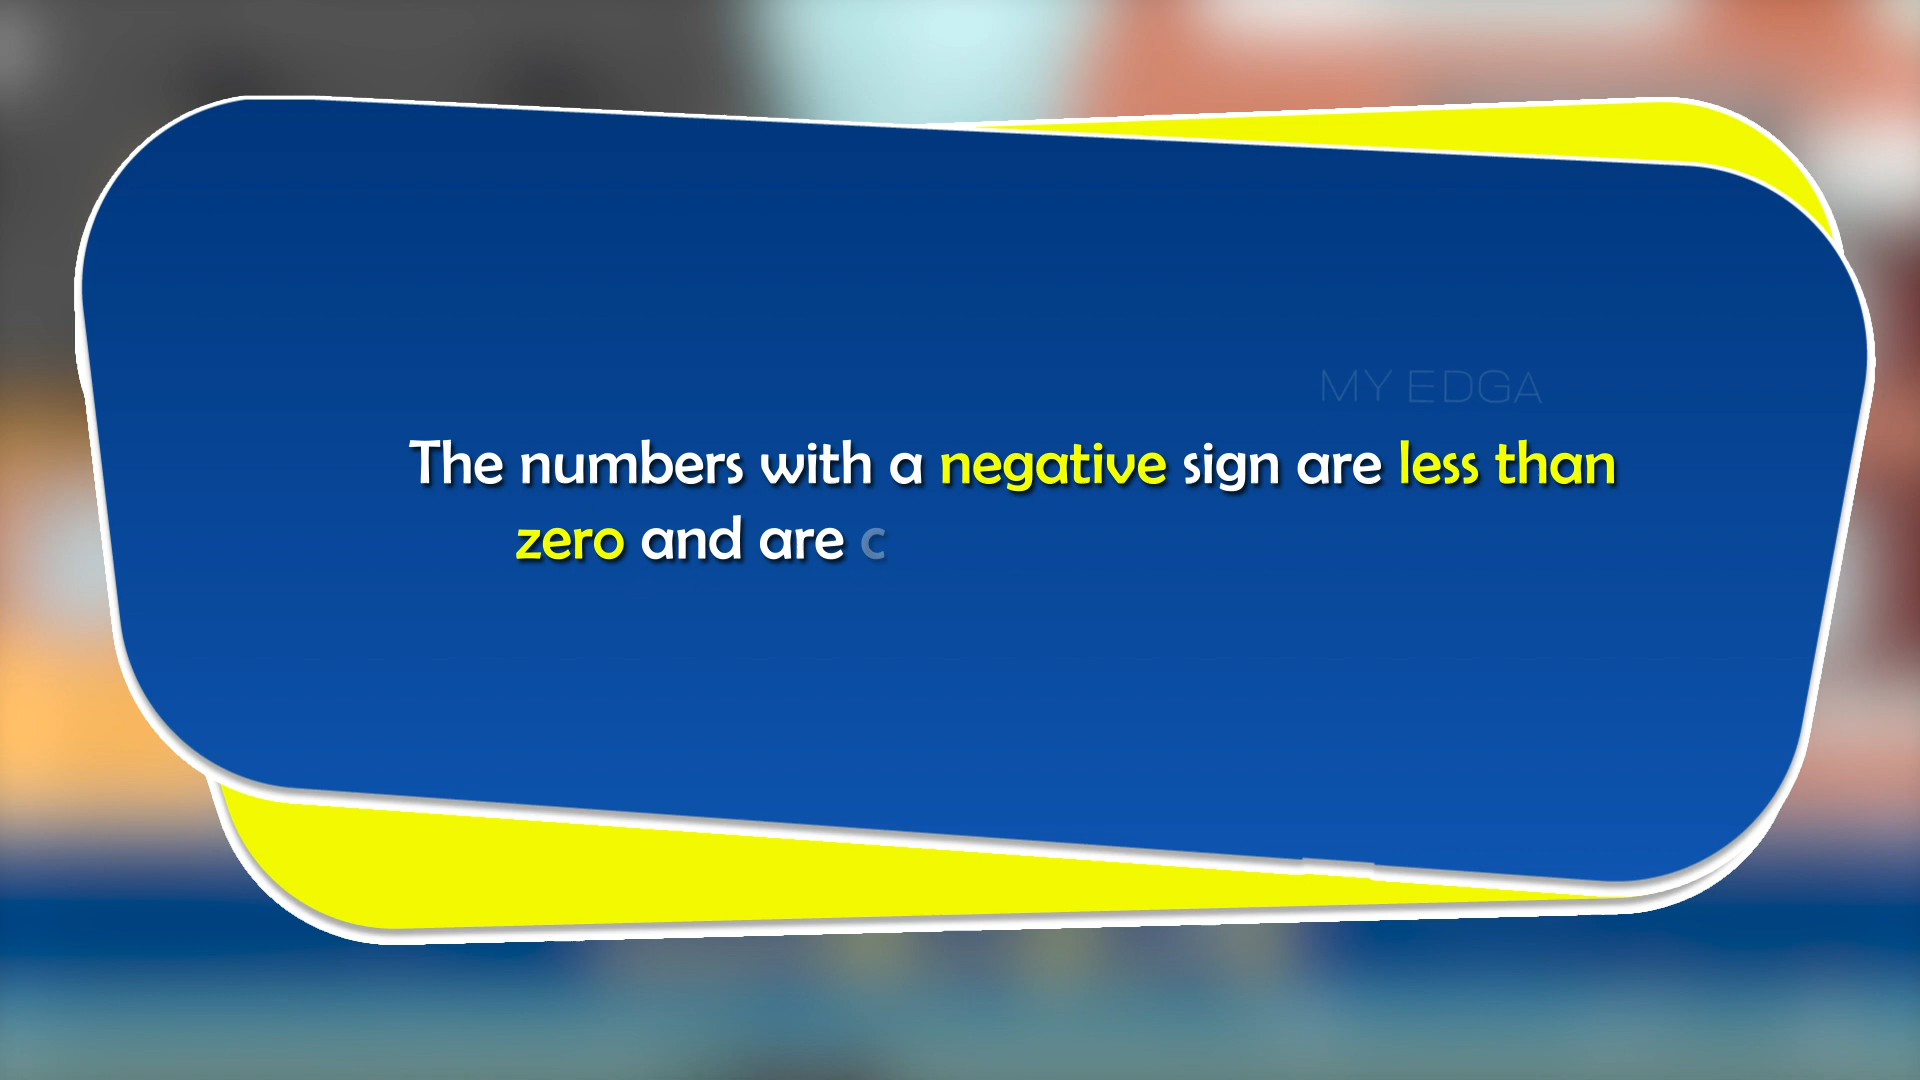 MY EDGA
The numbers with a negative sign are less than
zero and are c